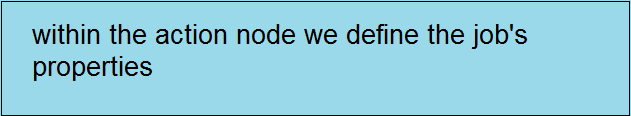 within the action node we define the job's
properties